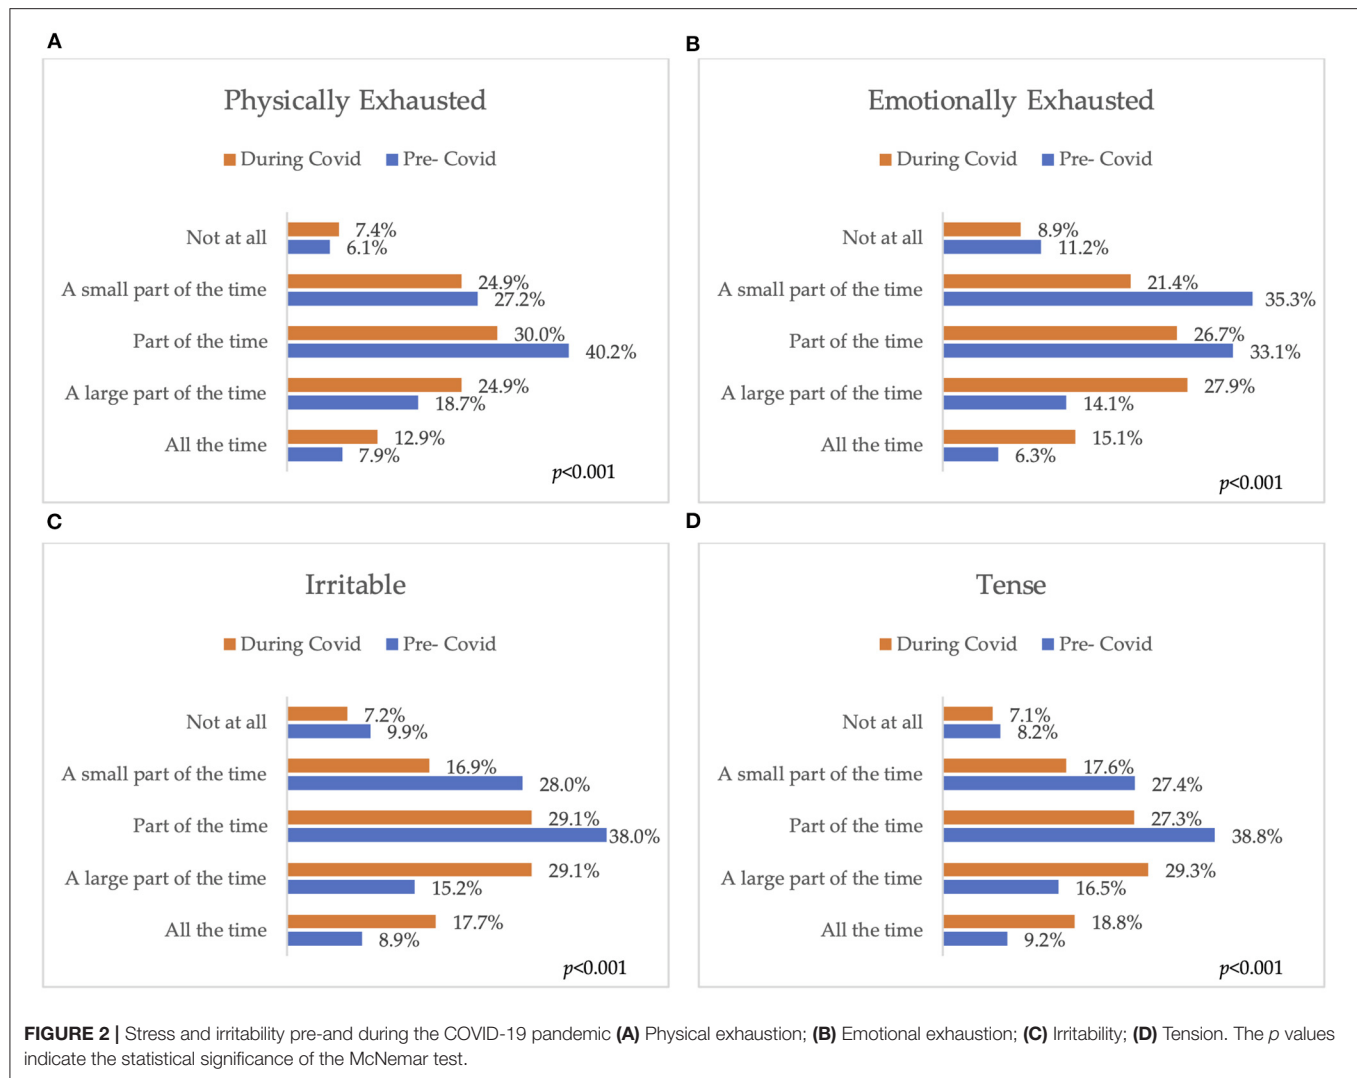 A
Physically Exhausted
During Covid Pre- Covid
Not at all 7.4%
6.1%
A small part of the time 24.9%
27.2%
Part of the time 30.0%
40.2%
A large part of the time 24.9%
18.7%
All the time 12.9%
7.9%
p<0.001
B
Emotionally Exhausted
During Covid Pre- Covid
Not at all 8.9%
11.2%
A small part of the time 21.4%
35.3%
Part of the time 26.7%
33.1%
A large part of the time 27.9%
14.1%
All the time 15.1%
6.3%
p<0.001
C
Irritable
During Covid Pre- Covid
Not at all 7.2%
9.9%
A small part of the time 16.9%
28.0%
Part of the time 29.1%
38.0%
A large part of the time 29.1%
15.2%
All the time 17.7%
8.9%
p<0.001
D
Tense
During Covid Pre- Covid
Not at all 7.1%
8.2%
A small part of the time 17.6%
27.4%
Part of the time 27.3%
38.8%
A large part of the time 29.3%
16.5%
All the time 18.8%
9.2%
p<0.001
FIGURE 2 | Stress and irritability pre-and during the COVID-19 pandemic (A) Physical exhaustion; (B) Emotional exhaustion; (C) Irritability; (D) Tension. The p values
indicate the statistical significance of the McNemar test.